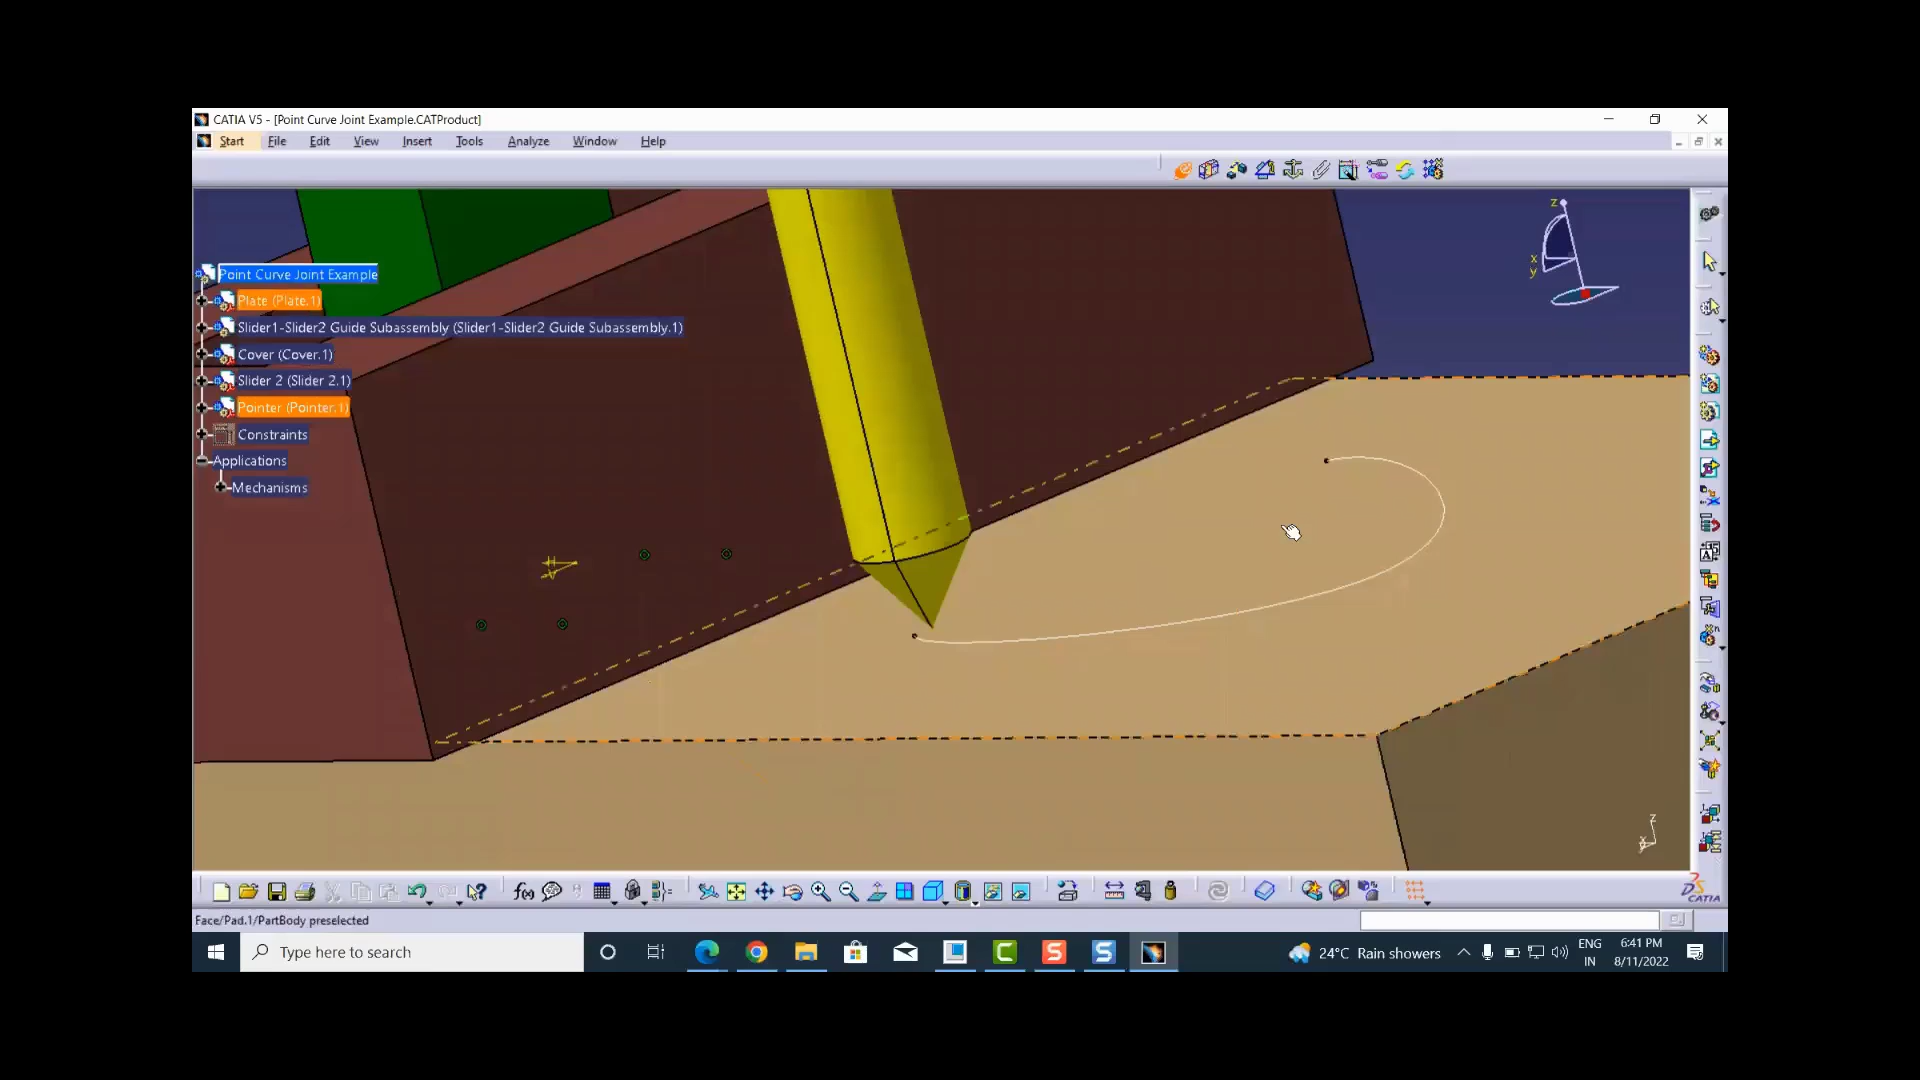 CATIA V5 - [Point Curve Joint Example.CATProduct]
Start File Edit View Insert Tools Analyze Window Help
z
x
y
Point Curve Joint Example
Plate (Plate.1)
Slider1-Slider2 Guide Subassembly (Slider1-Slider2 Guide Subassembly.1)
Cover (Cover.1)
Slider 2 (Slider 2.1)
Pointer (Pointer.1)
Constraints
Applications
Mechanisms
z
f(x)
CATIA
Face/Pad.1/PartBody preselected
Type here to search
24°C Rain showers
ENG
IN
6:41 PM
8/11/2022